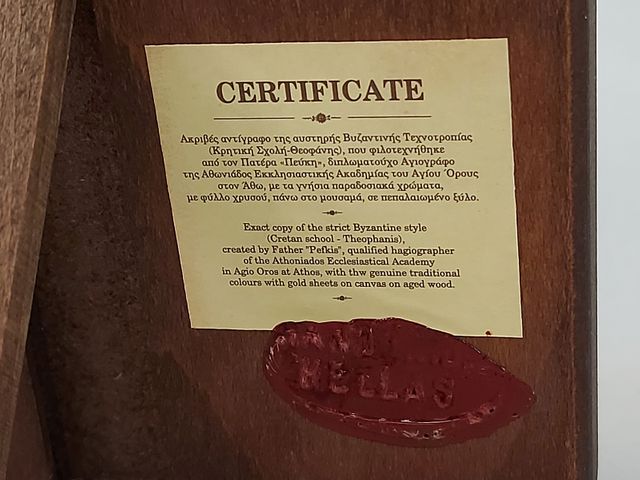 CERTIFICATE
Ακριβές αντίγραφο της αυστηρής Βυζαντινής Τεχνοτροπίας
(Κρητική Σχολή-Θεοφάνης), που φιλοτεχνήθηκε
από τον Πατέρα «Πεύκη», διπλωματούχο Αγιογράφο
της Αθωνιάδος Εκκλησιαστικής Ακαδημίας του Αγίου Όρους
στον Άθω, με τα γνήσια παραδοσιακά χρώματα,
με φύλλο χρυσού, πάνω στο μουσαμά, σε πεπαλαιωμένο ξύλο.
Exact copy of the strict Byzantine style
(Cretan school - Theophanis),
created by Father "Pefkis", qualified hagiographer
of the Athoniados Ecclesiastical Academy
in Agio Oros at Athos, with thw genuine traditional
colours with gold sheets on canvas on aged wood.
HELLAS